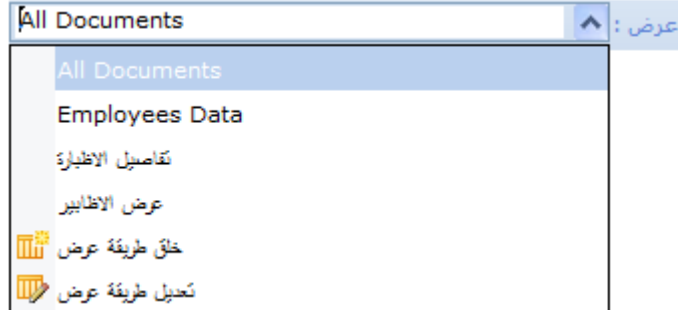 عرض :
All Documents
All Documents
Employees Data
تفاصيل الاظبارة
عرض الاظابير
خلق طريقة عرض
تعديل طريقة عرض